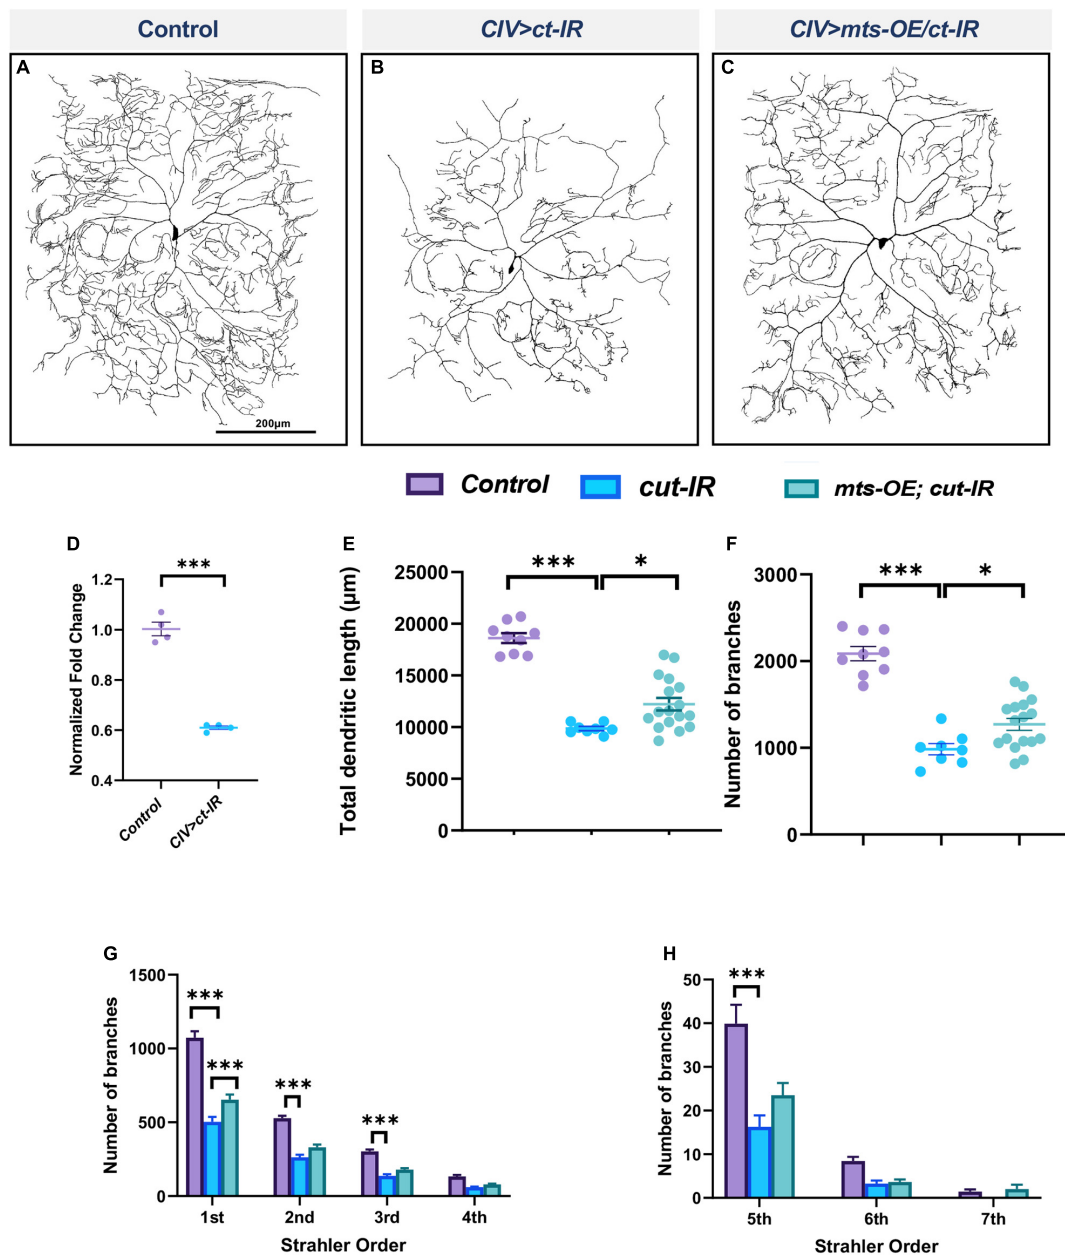 Control
CIV>ct-IR
CIV>mts-OE/ct-IR
A
B
C
200µm
Control
cut-IR
mts-OE; cut-IR
D
***
Normalized Fold Change
1.2
1.0
0.8
0.6
0.4
Control
CIV>ct-IR
E
***
*
Total dendritic length (µm)
25000
20000
15000
10000
5000
0
F
***
*
Number of branches
3000
2000
1000
0
G
***
***
***
***
Number of branches
1500
1000
500
0
1st
2nd
3rd
4th
Strahler Order
H
***
Number of branches
50
40
30
20
10
0
5th
6th
7th
Strahler Order